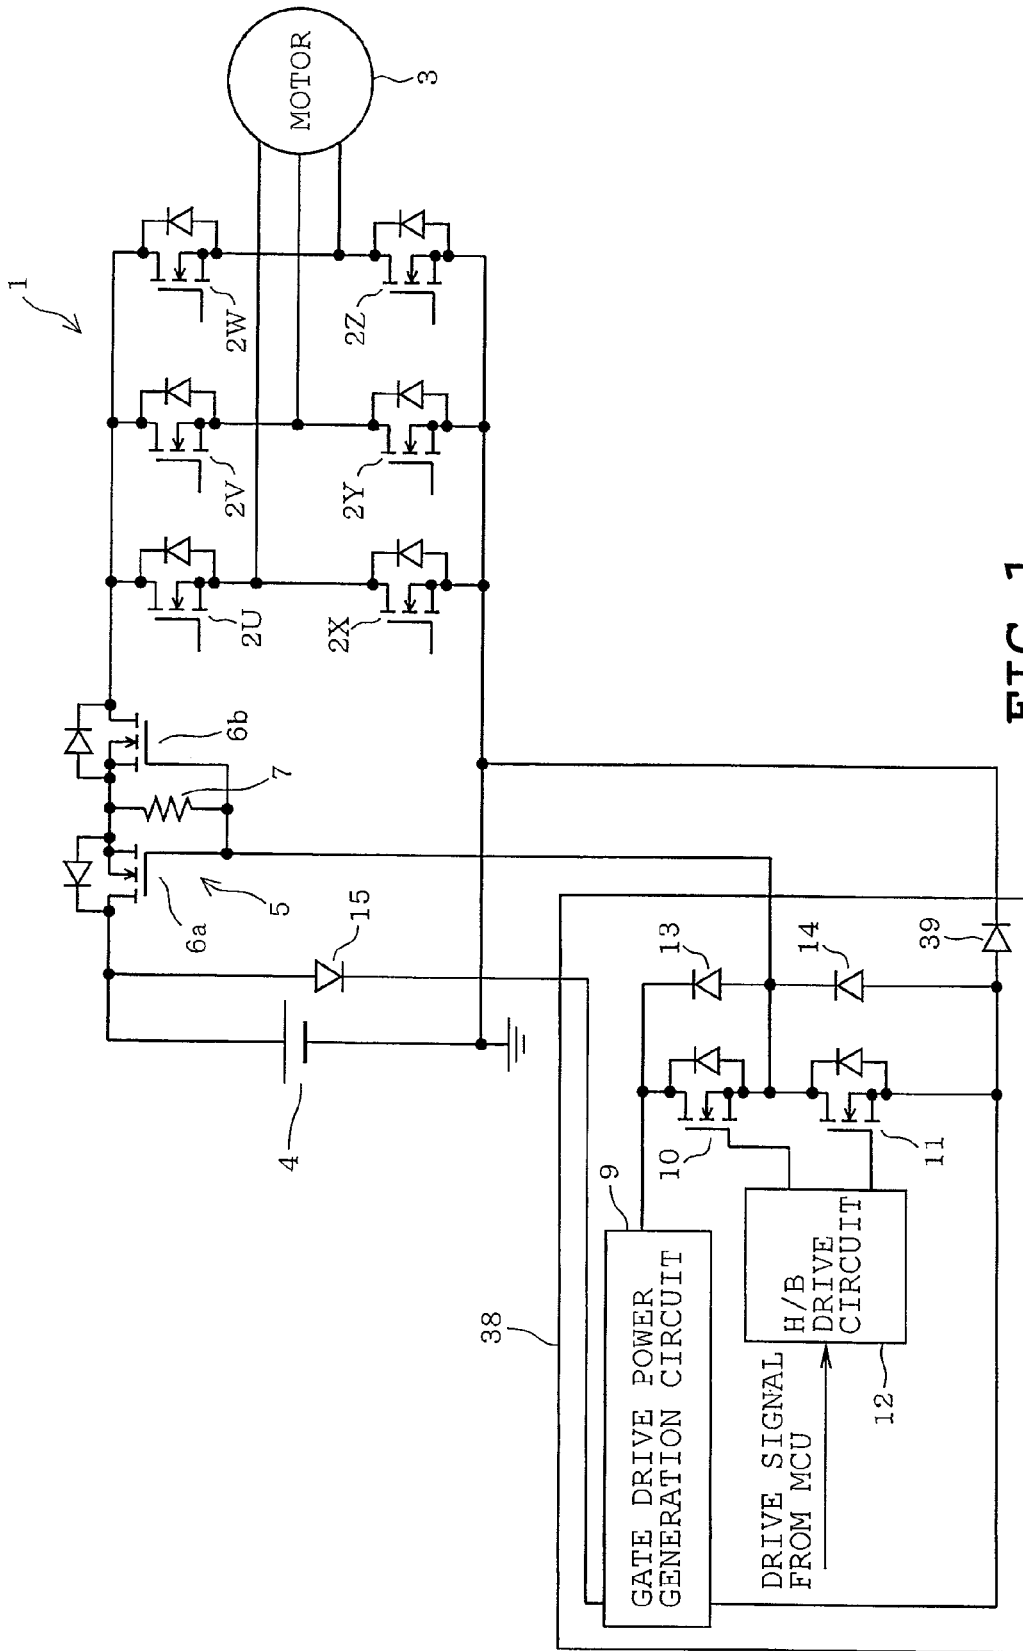 1
MOTOR
3
2W
2V
2U
2Z
2Y
2X
6b
7
6a
5
15
4
13
14
39
10
11
9
38
GATE DRIVE POWER
GENERATION CIRCUIT
H/B
DRIVE
CIRCUIT
12
DRIVE SIGNAL
FROM MCU
FIG.1